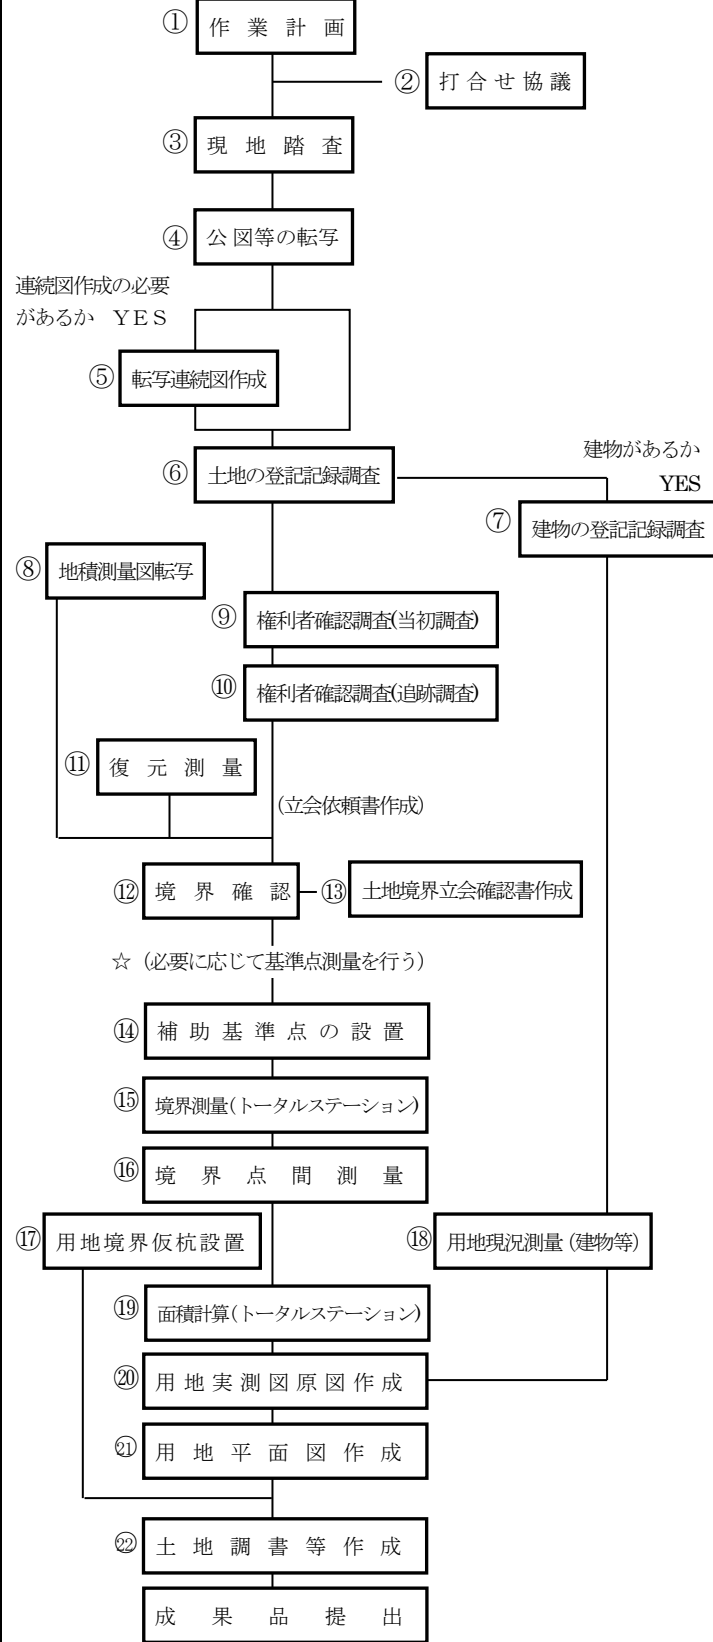 ① 作業計画
② 打合せ協議
③ 現地踏査
④ 公図等の転写
連続図作成の必要
があるか　ＹＥＳ
⑤ 転写連続図作成
建物があるか
YES
⑥ 土地の登記記録調査
⑦ 建物の登記記録調査
⑧ 地積測量図転写
⑨ 権利者確認調査(当初調査)
⑩ 権利者確認調査(追跡調査)
⑪ 復元測量
(立会依頼書作成)
⑫ 境界確認
⑬ 土地境界立会確認書作成
☆（必要に応じて基準点測量を行う）
⑭ 補助基準点の設置
⑮ 境界測量(トータルステーション)
⑯ 境界点間測量
⑰ 用地境界仮杭設置
⑱ 用地現況測量(建物等)
⑲ 面積計算(トータルステーション)
⑳ 用地実測図原図作成
㉑ 用地平面図作成
㉒ 土地調書等作成
成果品提出